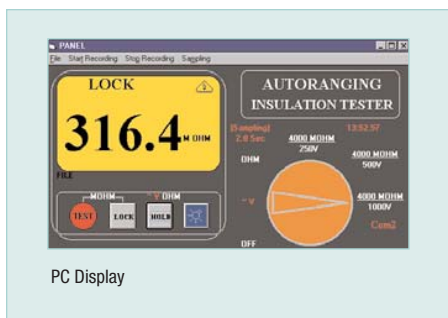 PANEL
File Start Recording Stop Recording Sampling
LOCK
316.4 M OHM
FILE
MOHM ~ V OHM
TEST LOCK HOLD
AUTORANGING
INSULATION TESTER
[Sampling]
2.0 Sec
13:52:57
4000 MOHM
250V
4000 MOHM
500V
4000 MOHM
1000V
OHM
~ V
OFF
Com2
PC Display